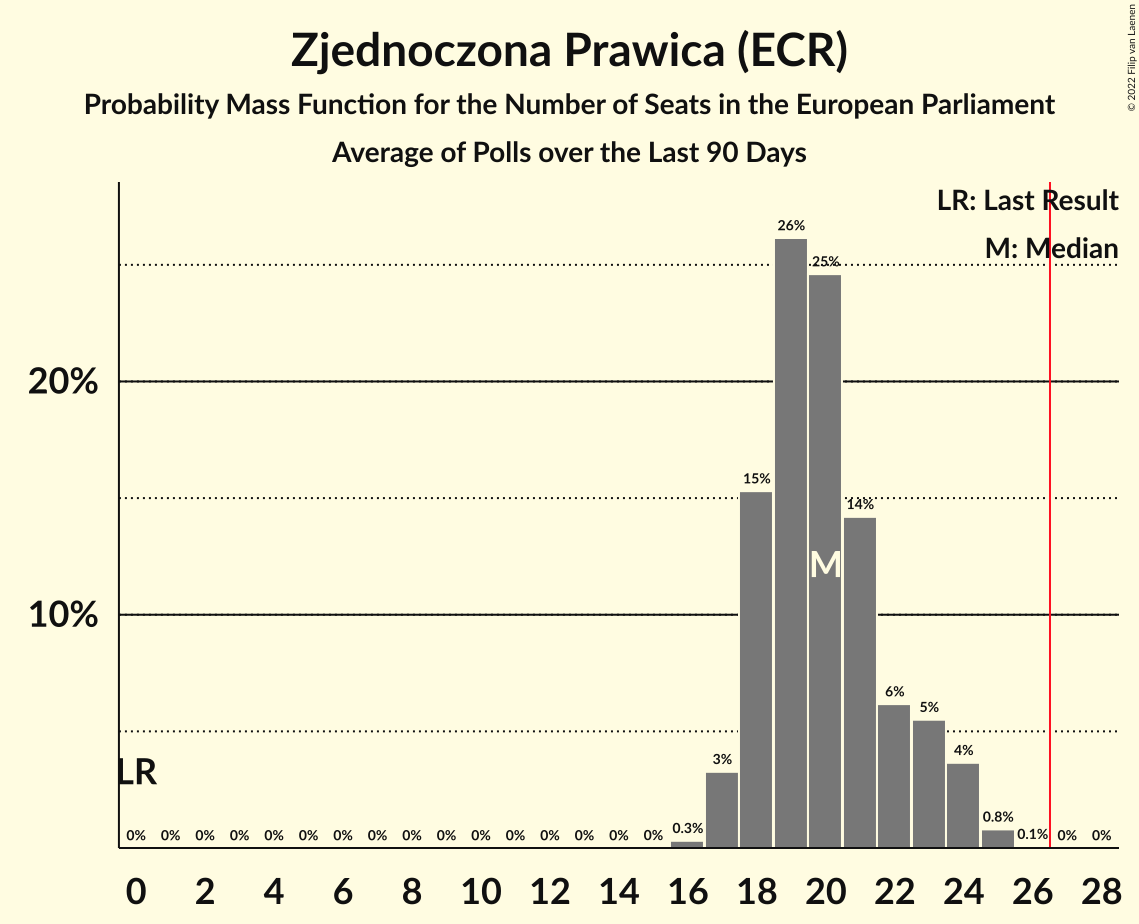 Zjednoczona Prawica (ECR)
Probability Mass Function for the Number of Seats in the European Parliament
Average of Polls over the Last 90 Days
© 2022 Filip van Laenen
LR: Last Result
M: Median
26%
25%
20%
15%
14%
M
10%
6%
5%
4%
3%
LR
0% 0% 0% 0% 0% 0% 0% 0% 0% 0% 0% 0% 0% 0% 0% 0% 0.3% 0.8% 0.1% 0% 0%
0 2 4 6 8 10 12 14 16 18 20 22 24 26 28